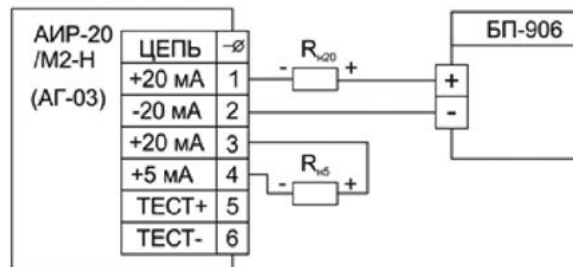 АИР-20
/М2-Н
(АГ-03)
ЦЕПЬ -Ø
+20 мА 1
-20 мА 2
+20 мА 3
+5 мА 4
ТЕСТ+ 5
ТЕСТ- 6
- Rн20 +
- Rн5 +
БП-906
+
-